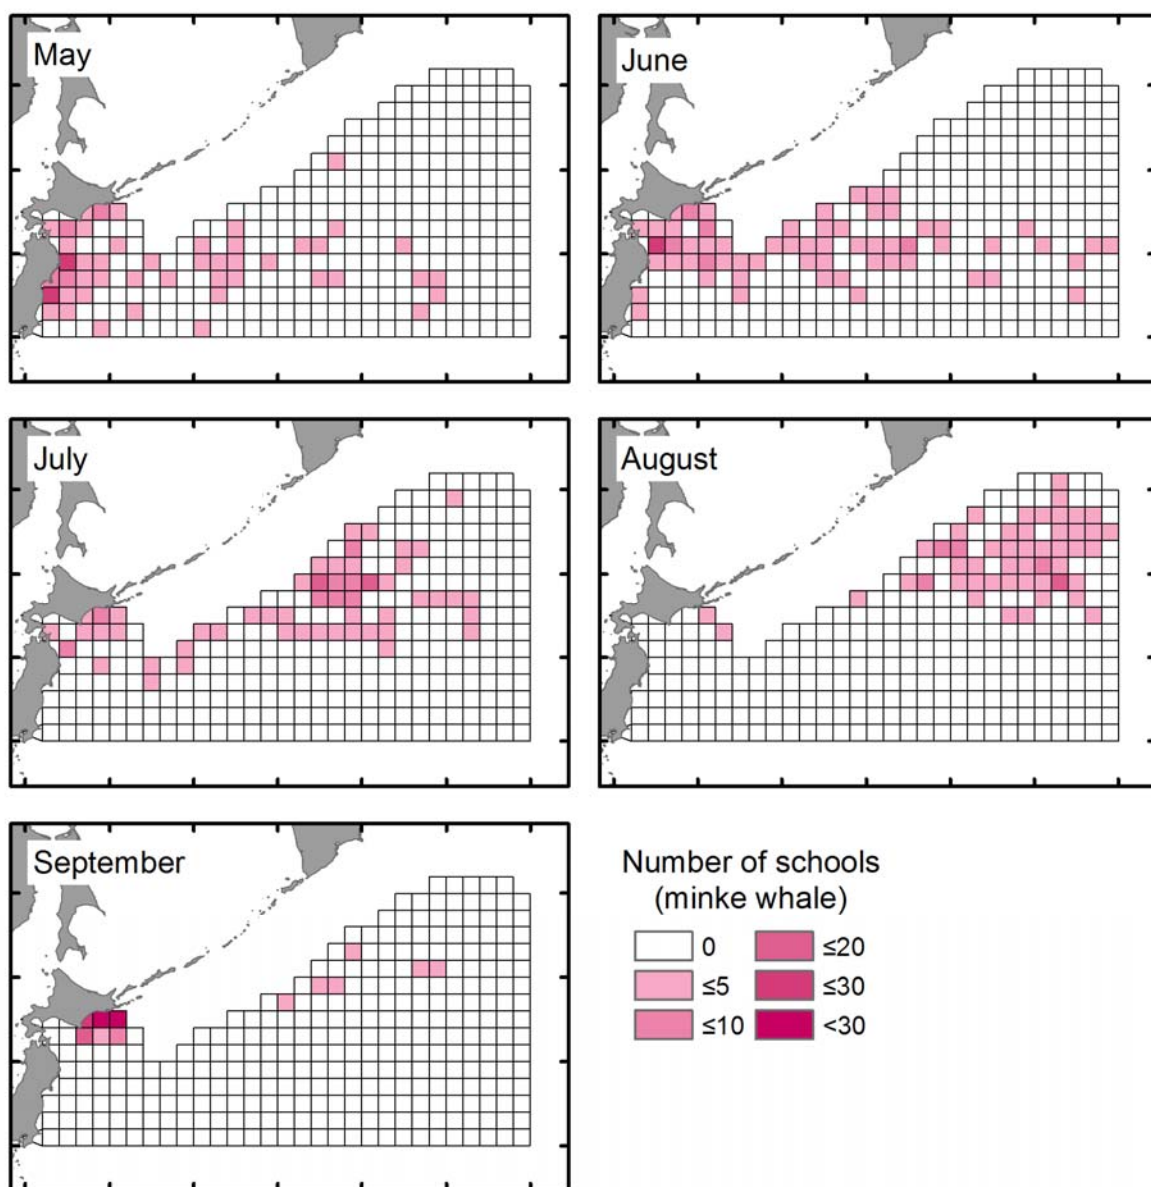 May
June
July
August
September
Number of schools
(minke whale)
0
≤20
≤5
≤30
≤10
<30